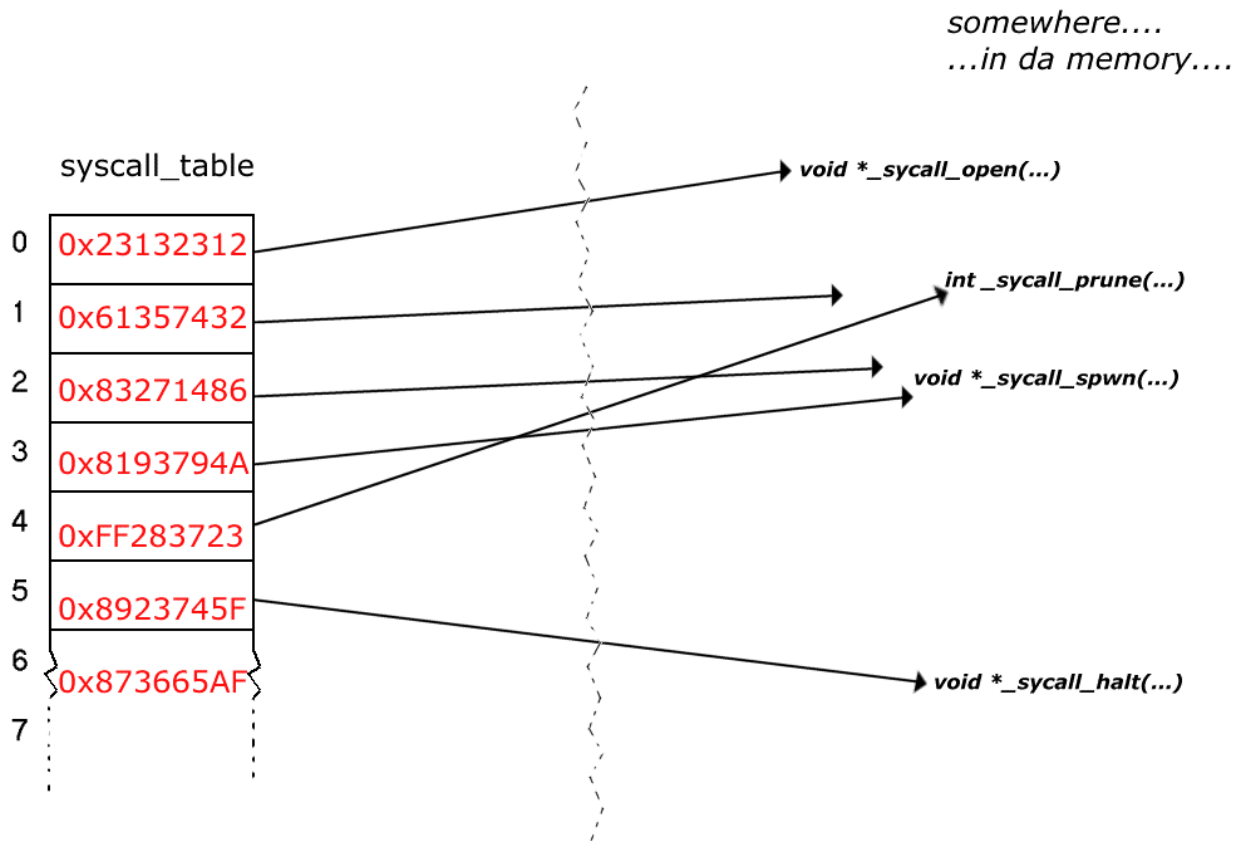 somewhere....
...in da memory....
syscall_table
void *_sycall_open(...)
0 0x23132312
int _sycall_prune(...)
1 0x61357432
2 0x83271486
void *_sycall_spwn(...)
3 0x8193794A
4 0xFF283723
5 0x8923745F
6 0x873665AF
void *_sycall_halt(...)
7